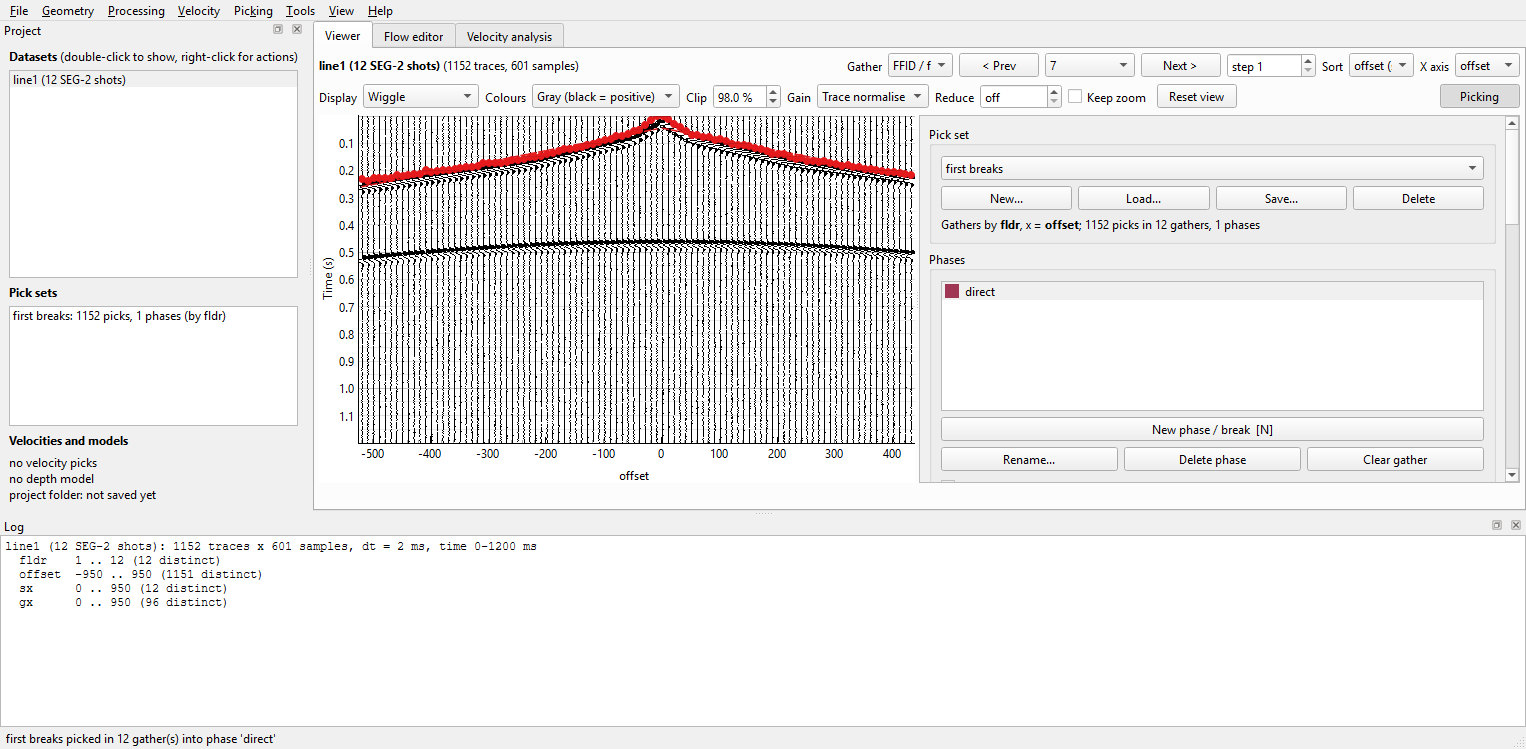 File Geometry Processing Velocity Picking Tools View Help
Project
Datasets (double-click to show, right-click for actions)
line1 (12 SEG-2 shots)
Pick sets
first breaks: 1152 picks, 1 phases (by fldr)
Velocities and models
no velocity picks
no depth model
project folder: not saved yet
Viewer Flow editor Velocity analysis
line1 (12 SEG-2 shots) (1152 traces, 601 samples)
Gather FFID / f < Prev 7 Next > step 1 Sort offset ( X axis offset
Display Wiggle Colours Gray (black = positive) Clip 98.0 % Gain Trace normalise Reduce off Keep zoom Reset view Picking
0.1
0.2
0.3
0.4
0.5
0.6
0.7
0.8
0.9
1.0
1.1
Time (s)
-500 -400 -300 -200 -100 0 100 200 300 400
offset
Pick set
first breaks
New... Load... Save... Delete
Gathers by fldr, x = offset; 1152 picks in 12 gathers, 1 phases
Phases
direct
New phase / break [N]
Rename... Delete phase Clear gather
Log
line1 (12 SEG-2 shots): 1152 traces x 601 samples, dt = 2 ms, time 0-1200 ms
fldr 1 .. 12 (12 distinct)
offset -950 .. 950 (1151 distinct)
sx 0 .. 950 (12 distinct)
gx 0 .. 950 (96 distinct)
first breaks picked in 12 gather(s) into phase 'direct'